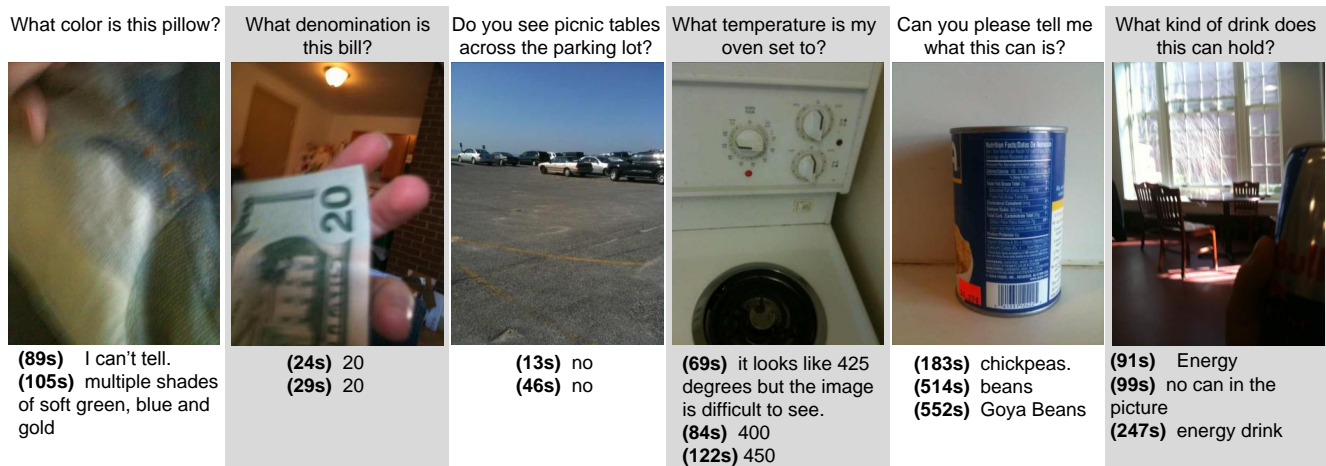 What color is this pillow?
(89s) I can't tell.
(105s) multiple shades
of soft green, blue and
gold
What denomination is
this bill?
20
(24s) 20
(29s) 20
Do you see picnic tables
across the parking lot?
(13s) no
(46s) no
What temperature is my
oven set to?
(69s) it looks like 425
degrees but the image
is difficult to see.
(84s) 400
(122s) 450
Can you please tell me
what this can is?
Nutrition Facts/Datos De Nutricion
(183s) chickpeas.
(514s) beans
(552s) Goya Beans
What kind of drink does
this can hold?
(91s) Energy
(99s) no can in the
picture
(247s) energy drink